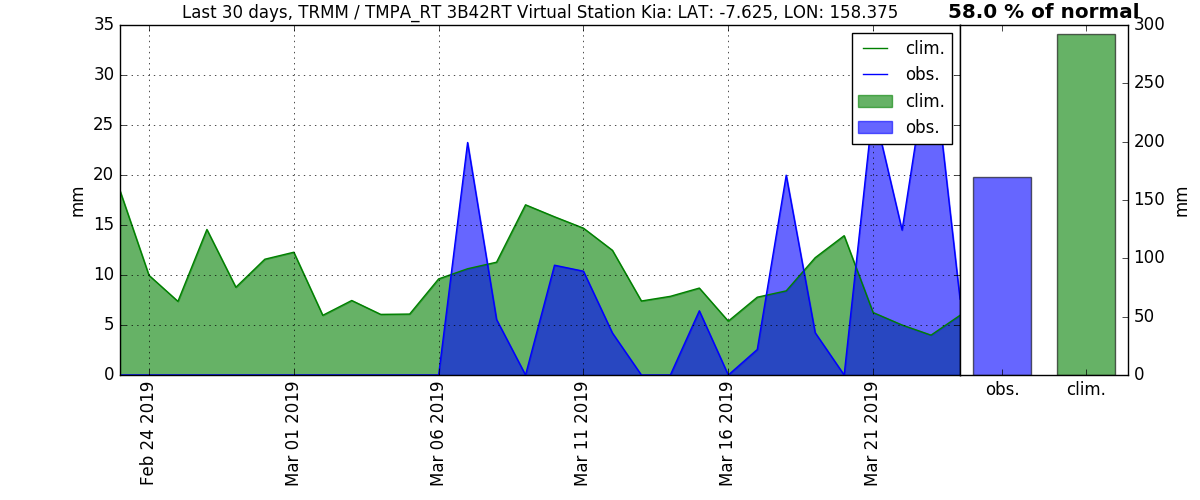 Last 30 days, TRMM / TMPA_RT 3B42RT Virtual Station Kia: LAT: -7.625, LON: 158.375
58.0 % of normal
35
30
25
20
15
10
5
0
mm
clim.
obs.
clim.
obs.
Feb 24 2019
Mar 01 2019
Mar 06 2019
Mar 11 2019
Mar 16 2019
Mar 21 2019
300
250
200
150
100
50
0
mm
obs.
clim.